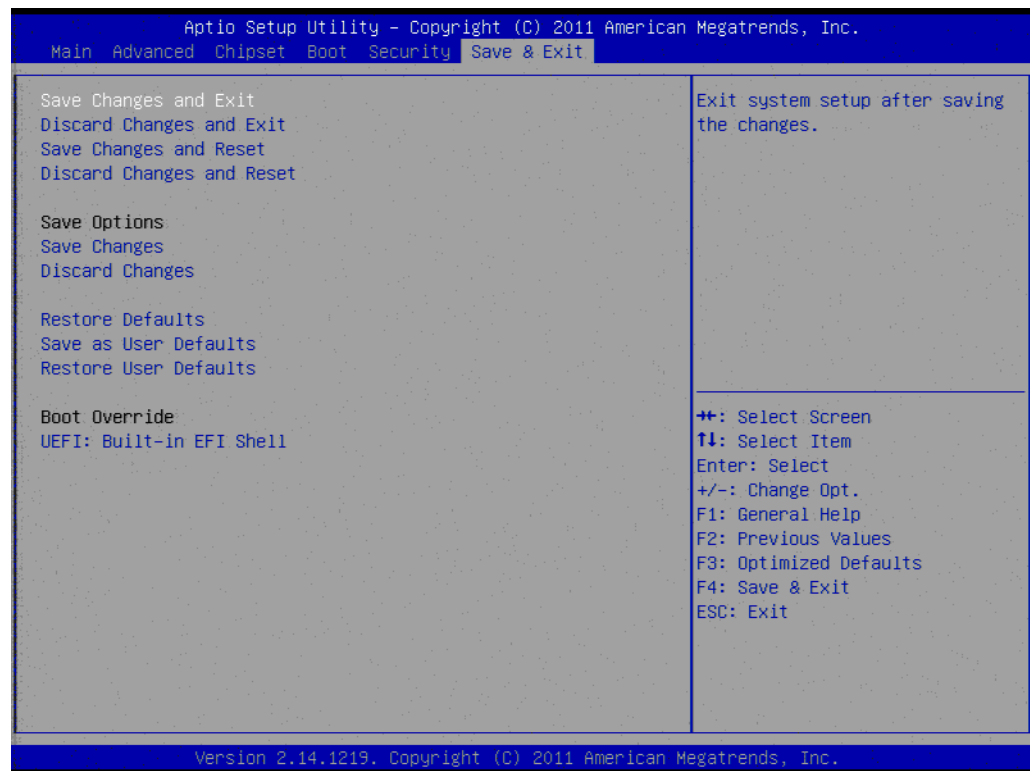 Aptio Setup Utility – Copyright (C) 2011 American Megatrends, Inc.
Main Advanced Chipset Boot Security Save & Exit
Save Changes and Exit
Discard Changes and Exit
Save Changes and Reset
Discard Changes and Reset
Save Options
Save Changes
Discard Changes
Restore Defaults
Save as User Defaults
Restore User Defaults
Boot Override
UEFI: Built-in EFI Shell
Exit system setup after saving
the changes.
→←: Select Screen
↑↓: Select Item
Enter: Select
+/-: Change Opt.
F1: General Help
F2: Previous Values
F3: Optimized Defaults
F4: Save & Exit
ESC: Exit
Version 2.14.1219. Copyright (C) 2011 American Megatrends, Inc.